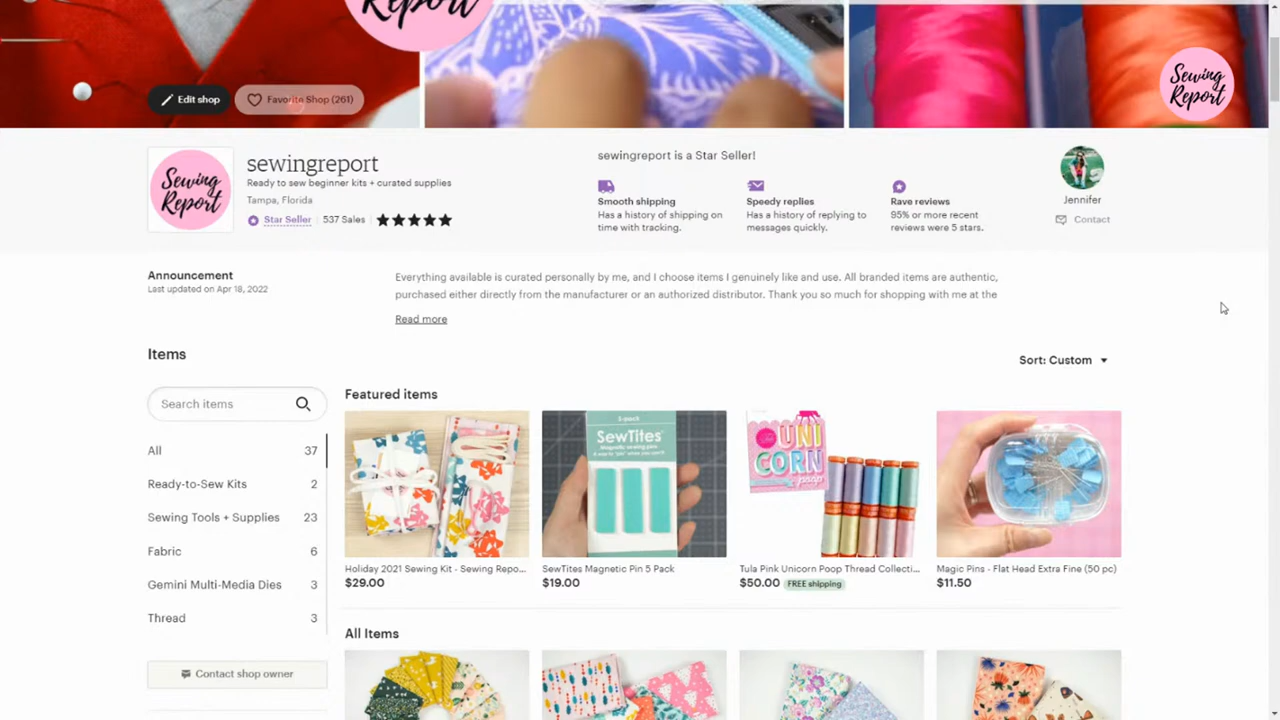 Report
Sewing
Report
Edit shop
Favorite Shop (261)
Sewing
Report
sewingreport
Ready to sew beginner kits + curated supplies
Tampa, Florida
Star Seller
537 Sales
sewingreport is a Star Seller!
Smooth shipping
Has a history of shipping on
time with tracking.
Speedy replies
Has a history of replying to
messages quickly.
Rave reviews
95% or more recent
reviews were 5 stars.
Jennifer
Contact
Announcement
Last updated on Apr 18, 2022
Everything available is curated personally by me, and I choose items I genuinely like and use. All branded items are authentic,
purchased either directly from the manufacturer or an authorized distributor. Thank you so much for shopping with me at the
Read more
Items
Sort: Custom
Search items
All 37
Ready-to-Sew Kits 2
Sewing Tools + Supplies 23
Fabric 6
Gemini Multi-Media Dies 3
Thread 3
Contact shop owner
Featured items
5-pack
SewTites
UNI
CORN
poop
Holiday 2021 Sewing Kit - Sewing Repo...
$29.00
SewTites Magnetic Pin 5 Pack
$19.00
Tula Pink Unicorn Poop Thread Collecti...
$50.00 FREE shipping
Magic Pins - Flat Head Extra Fine (50 pc)
$11.50
All Items